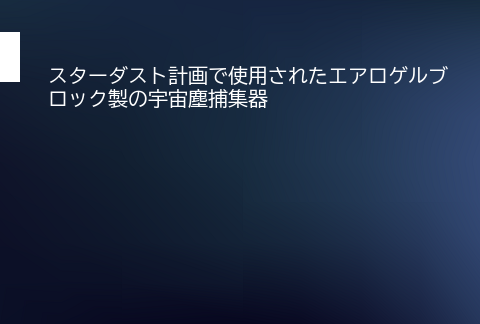 スターダスト計画で使用されたエアロゲルブ
ロック製の宇宙塵捕集器